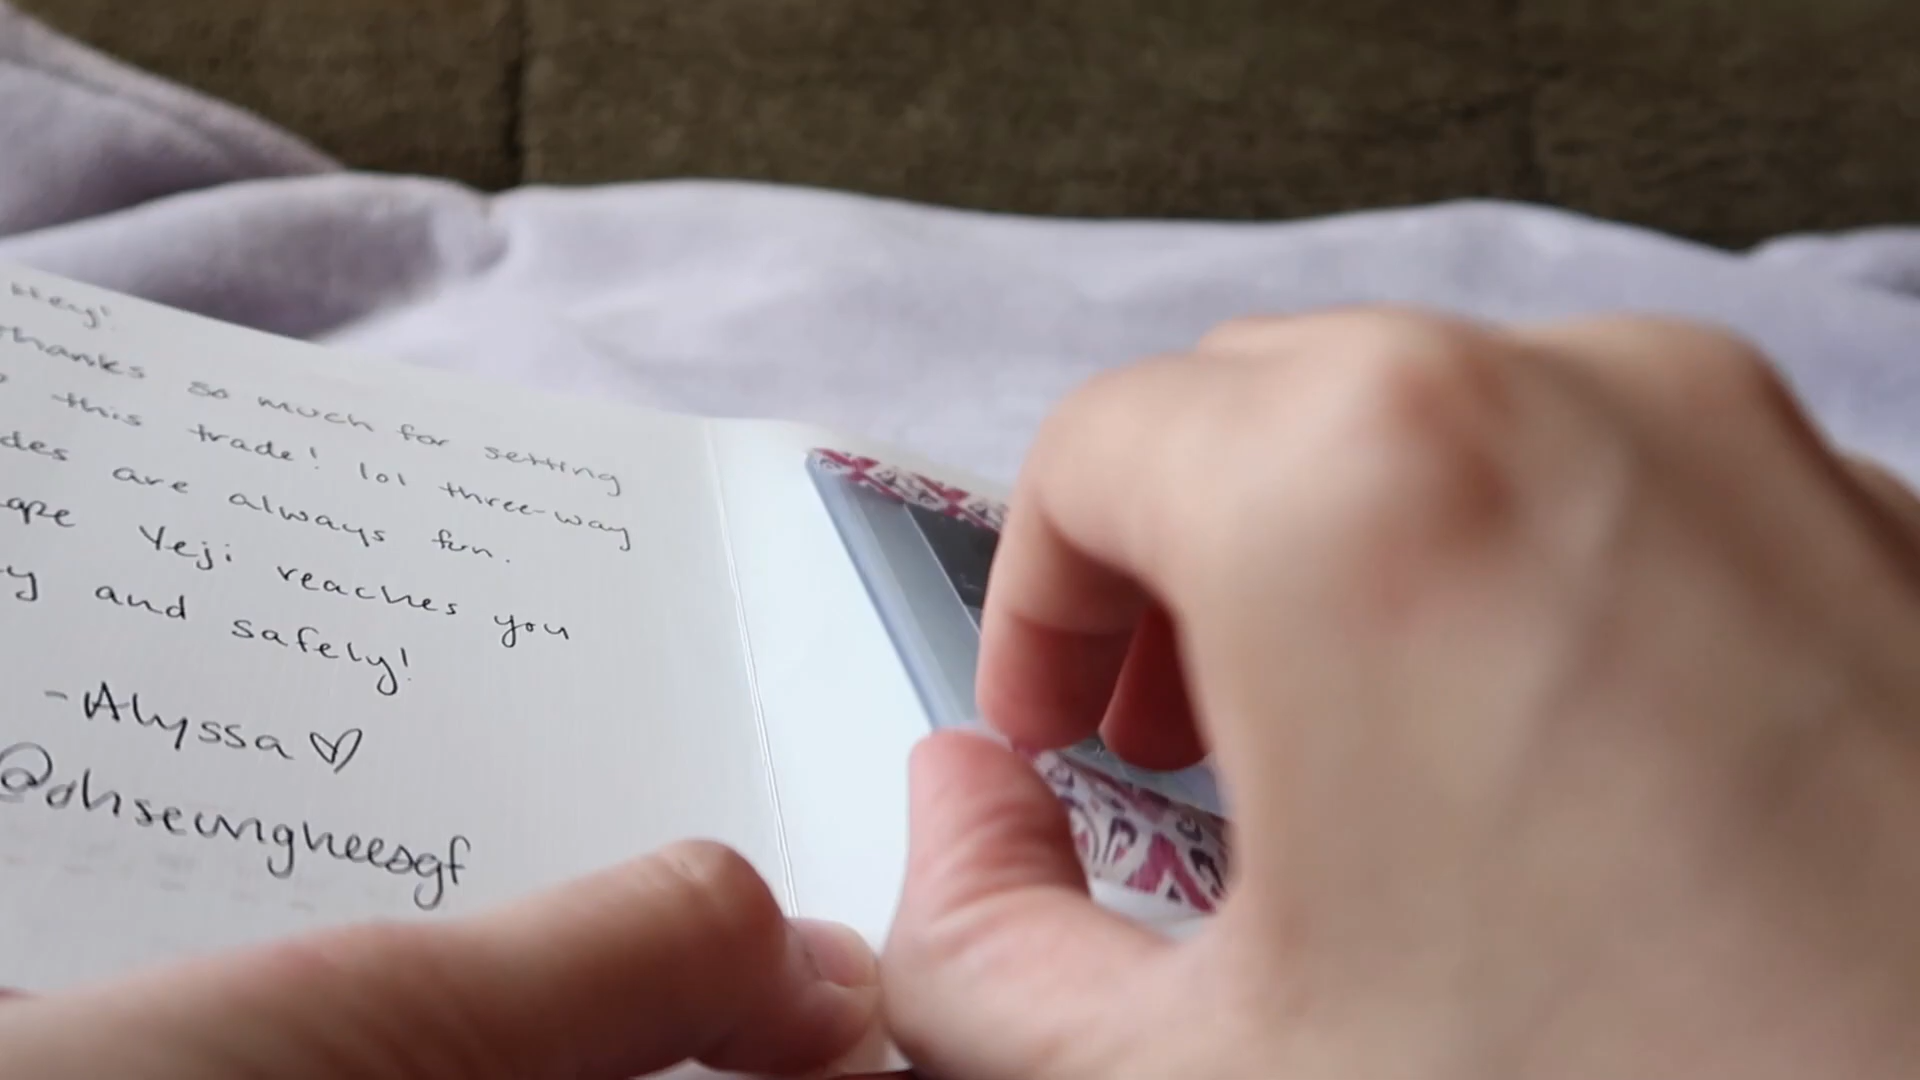 Hey!
thanks so much for setting
this trade! lol three-way
des are always fun.
ape Yeji reaches you
y and safely!
-Alyssa♡
@ohseungheesgf